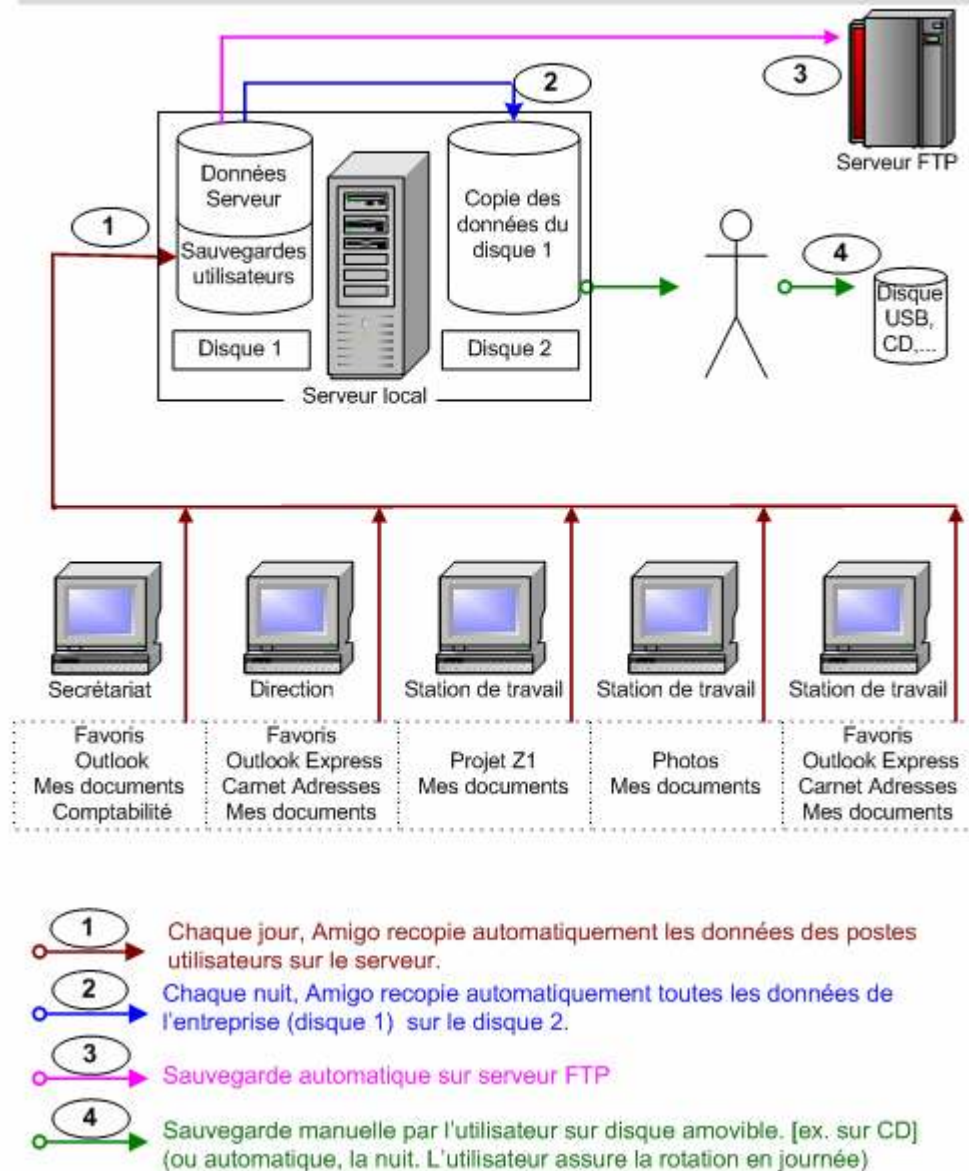 2
3
Serveur FTP
Données
Serveur
Sauvegardes
utilisateurs
Copie des
données du
disque 1
1
4
Disque
USB,
CD,...
Disque 1
Disque 2
Serveur local
Secrétariat
Direction
Station de travail
Station de travail
Station de travail
Favoris
Outlook
Mes documents
Comptabilité
Favoris
Outlook Express
Carnet Adresses
Mes documents
Projet Z1
Mes documents
Photos
Mes documents
Favoris
Outlook Express
Carnet Adresses
Mes documents
1
Chaque jour, Amigo recopie automatiquement les données des postes
utilisateurs sur le serveur.
2
Chaque nuit, Amigo recopie automatiquement toutes les données de
l'entreprise (disque 1) sur le disque 2.
3
Sauvegarde automatique sur serveur FTP
4
Sauvegarde manuelle par l'utilisateur sur disque amovible. [ex. sur CD]
(ou automatique, la nuit. L'utilisateur assure la rotation en journée)